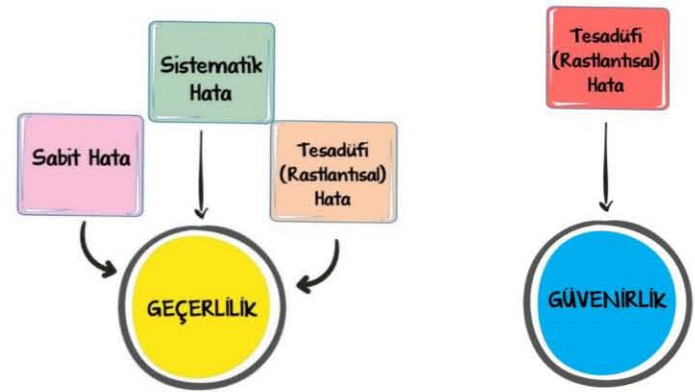 Sistematik
Hata
Sabit Hata
Tesadüfi
(Rastlantısal)
Hata
GEÇERLİLİK
Tesadüfi
(Rastlantısal)
Hata
GÜVENİRLİK